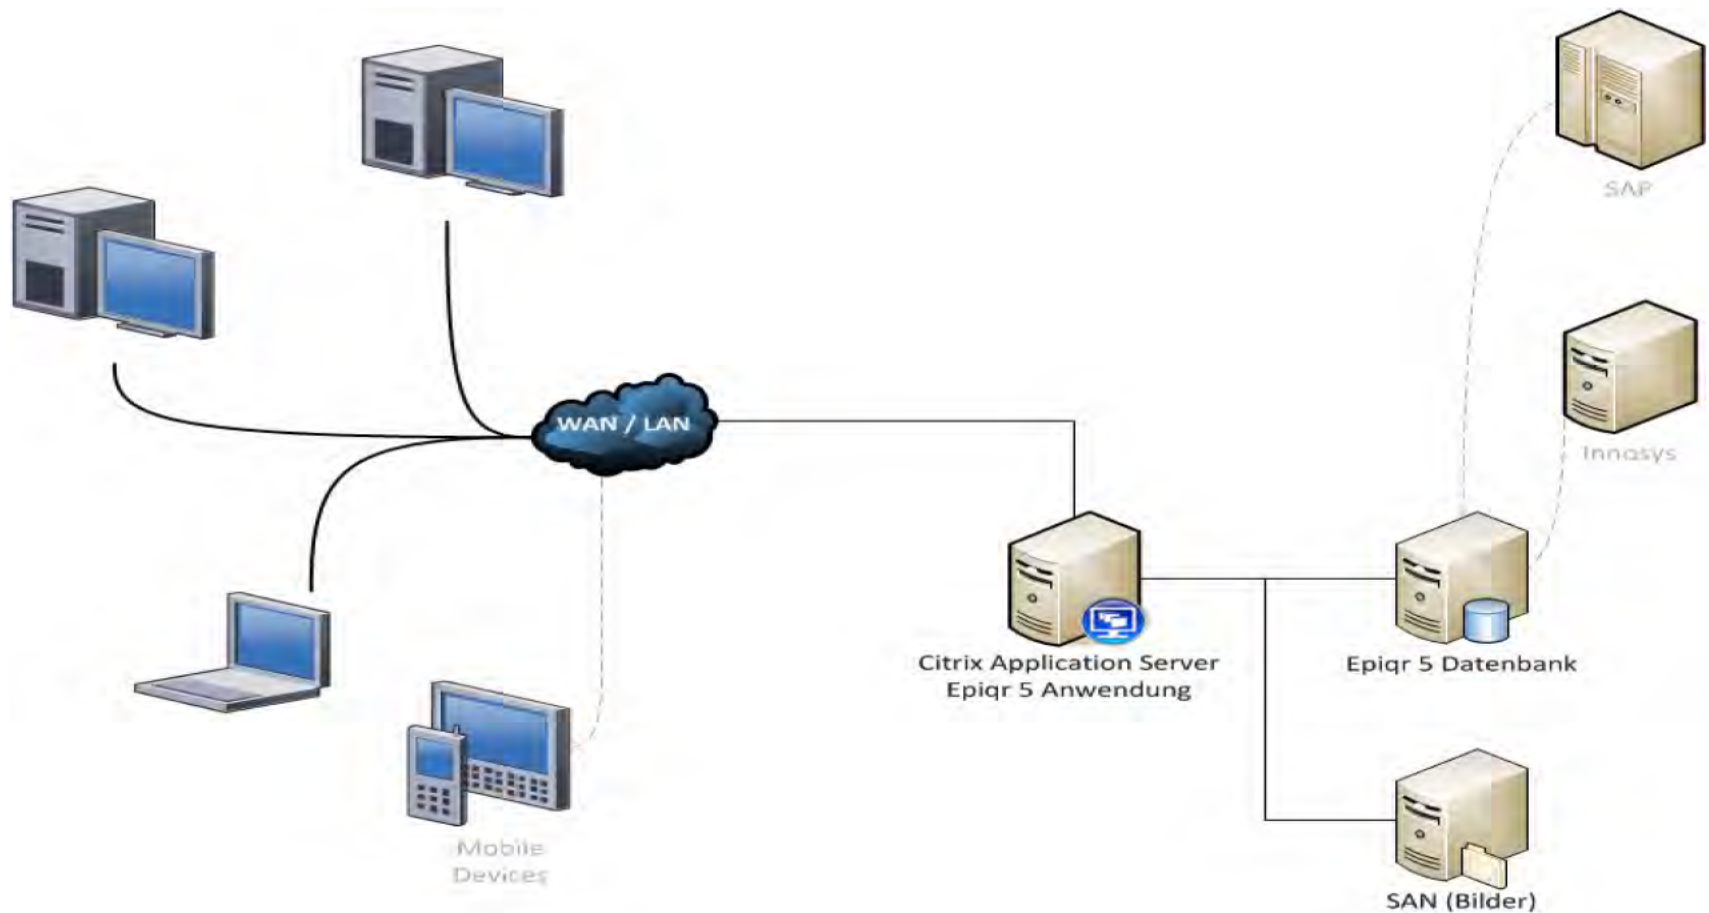 SAP
WAN / LAN
Innosys
Citrix Application Server
Epiqr 5 Anwendung
Epiqr 5 Datenbank
Mobile
Devices
SAN (Bilder)